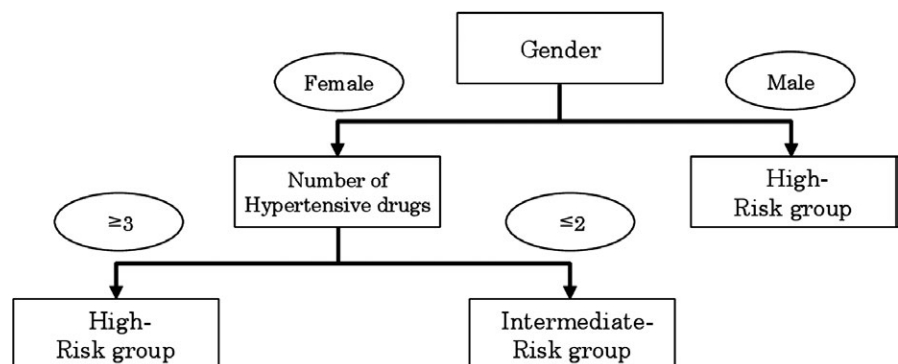 Gender
Female
Male
Number of
Hypertensive drugs
High-
Risk group
≥3
≤2
High-
Risk group
Intermediate-
Risk group